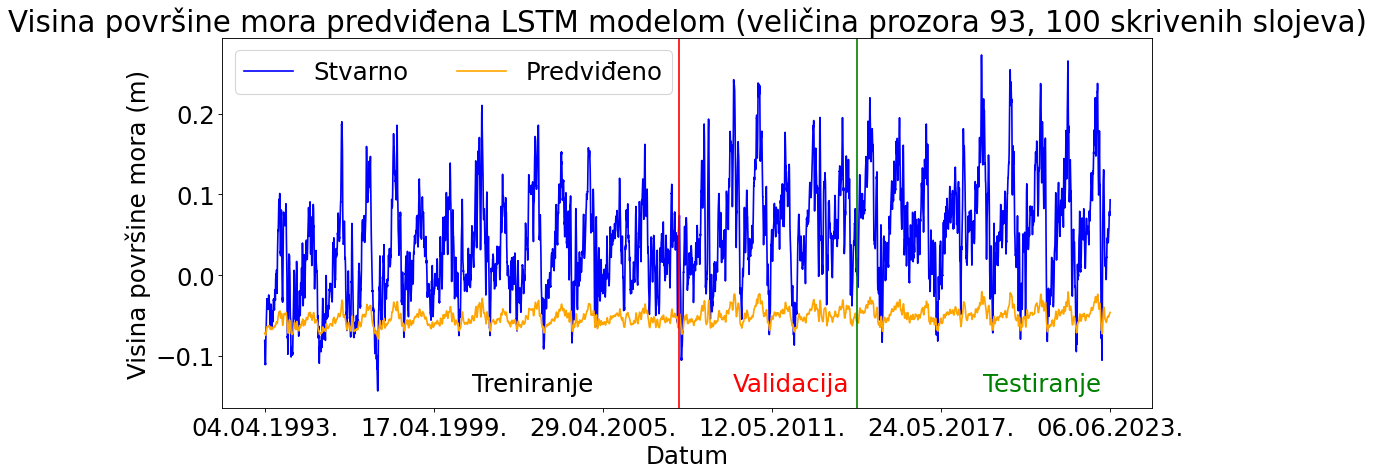 Visina površine mora predviđena LSTM modelom (veličina prozora 93, 100 skrivenih slojeva)
Stvarno Predviđeno
Visina površine mora (m)
0.2
0.1
0.0
−0.1
Treniranje Validacija Testiranje
04.04.1993. 17.04.1999. 29.04.2005. 12.05.2011. 24.05.2017. 06.06.2023.
Datum